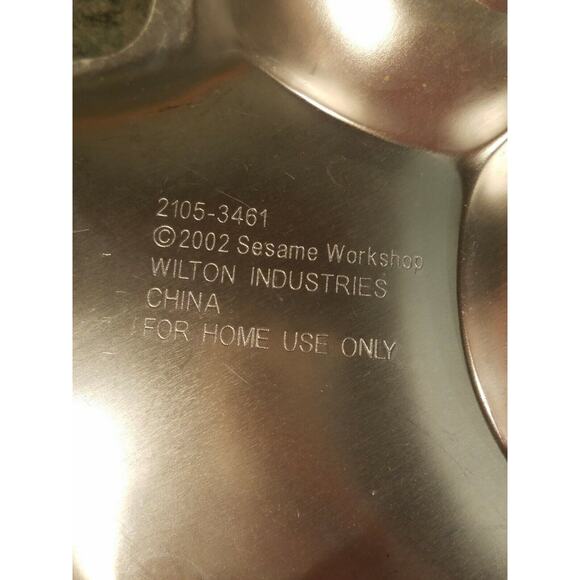 2105-3461
©2002 Sesame Workshop
WILTON INDUSTRIES
CHINA
FOR HOME USE ONLY